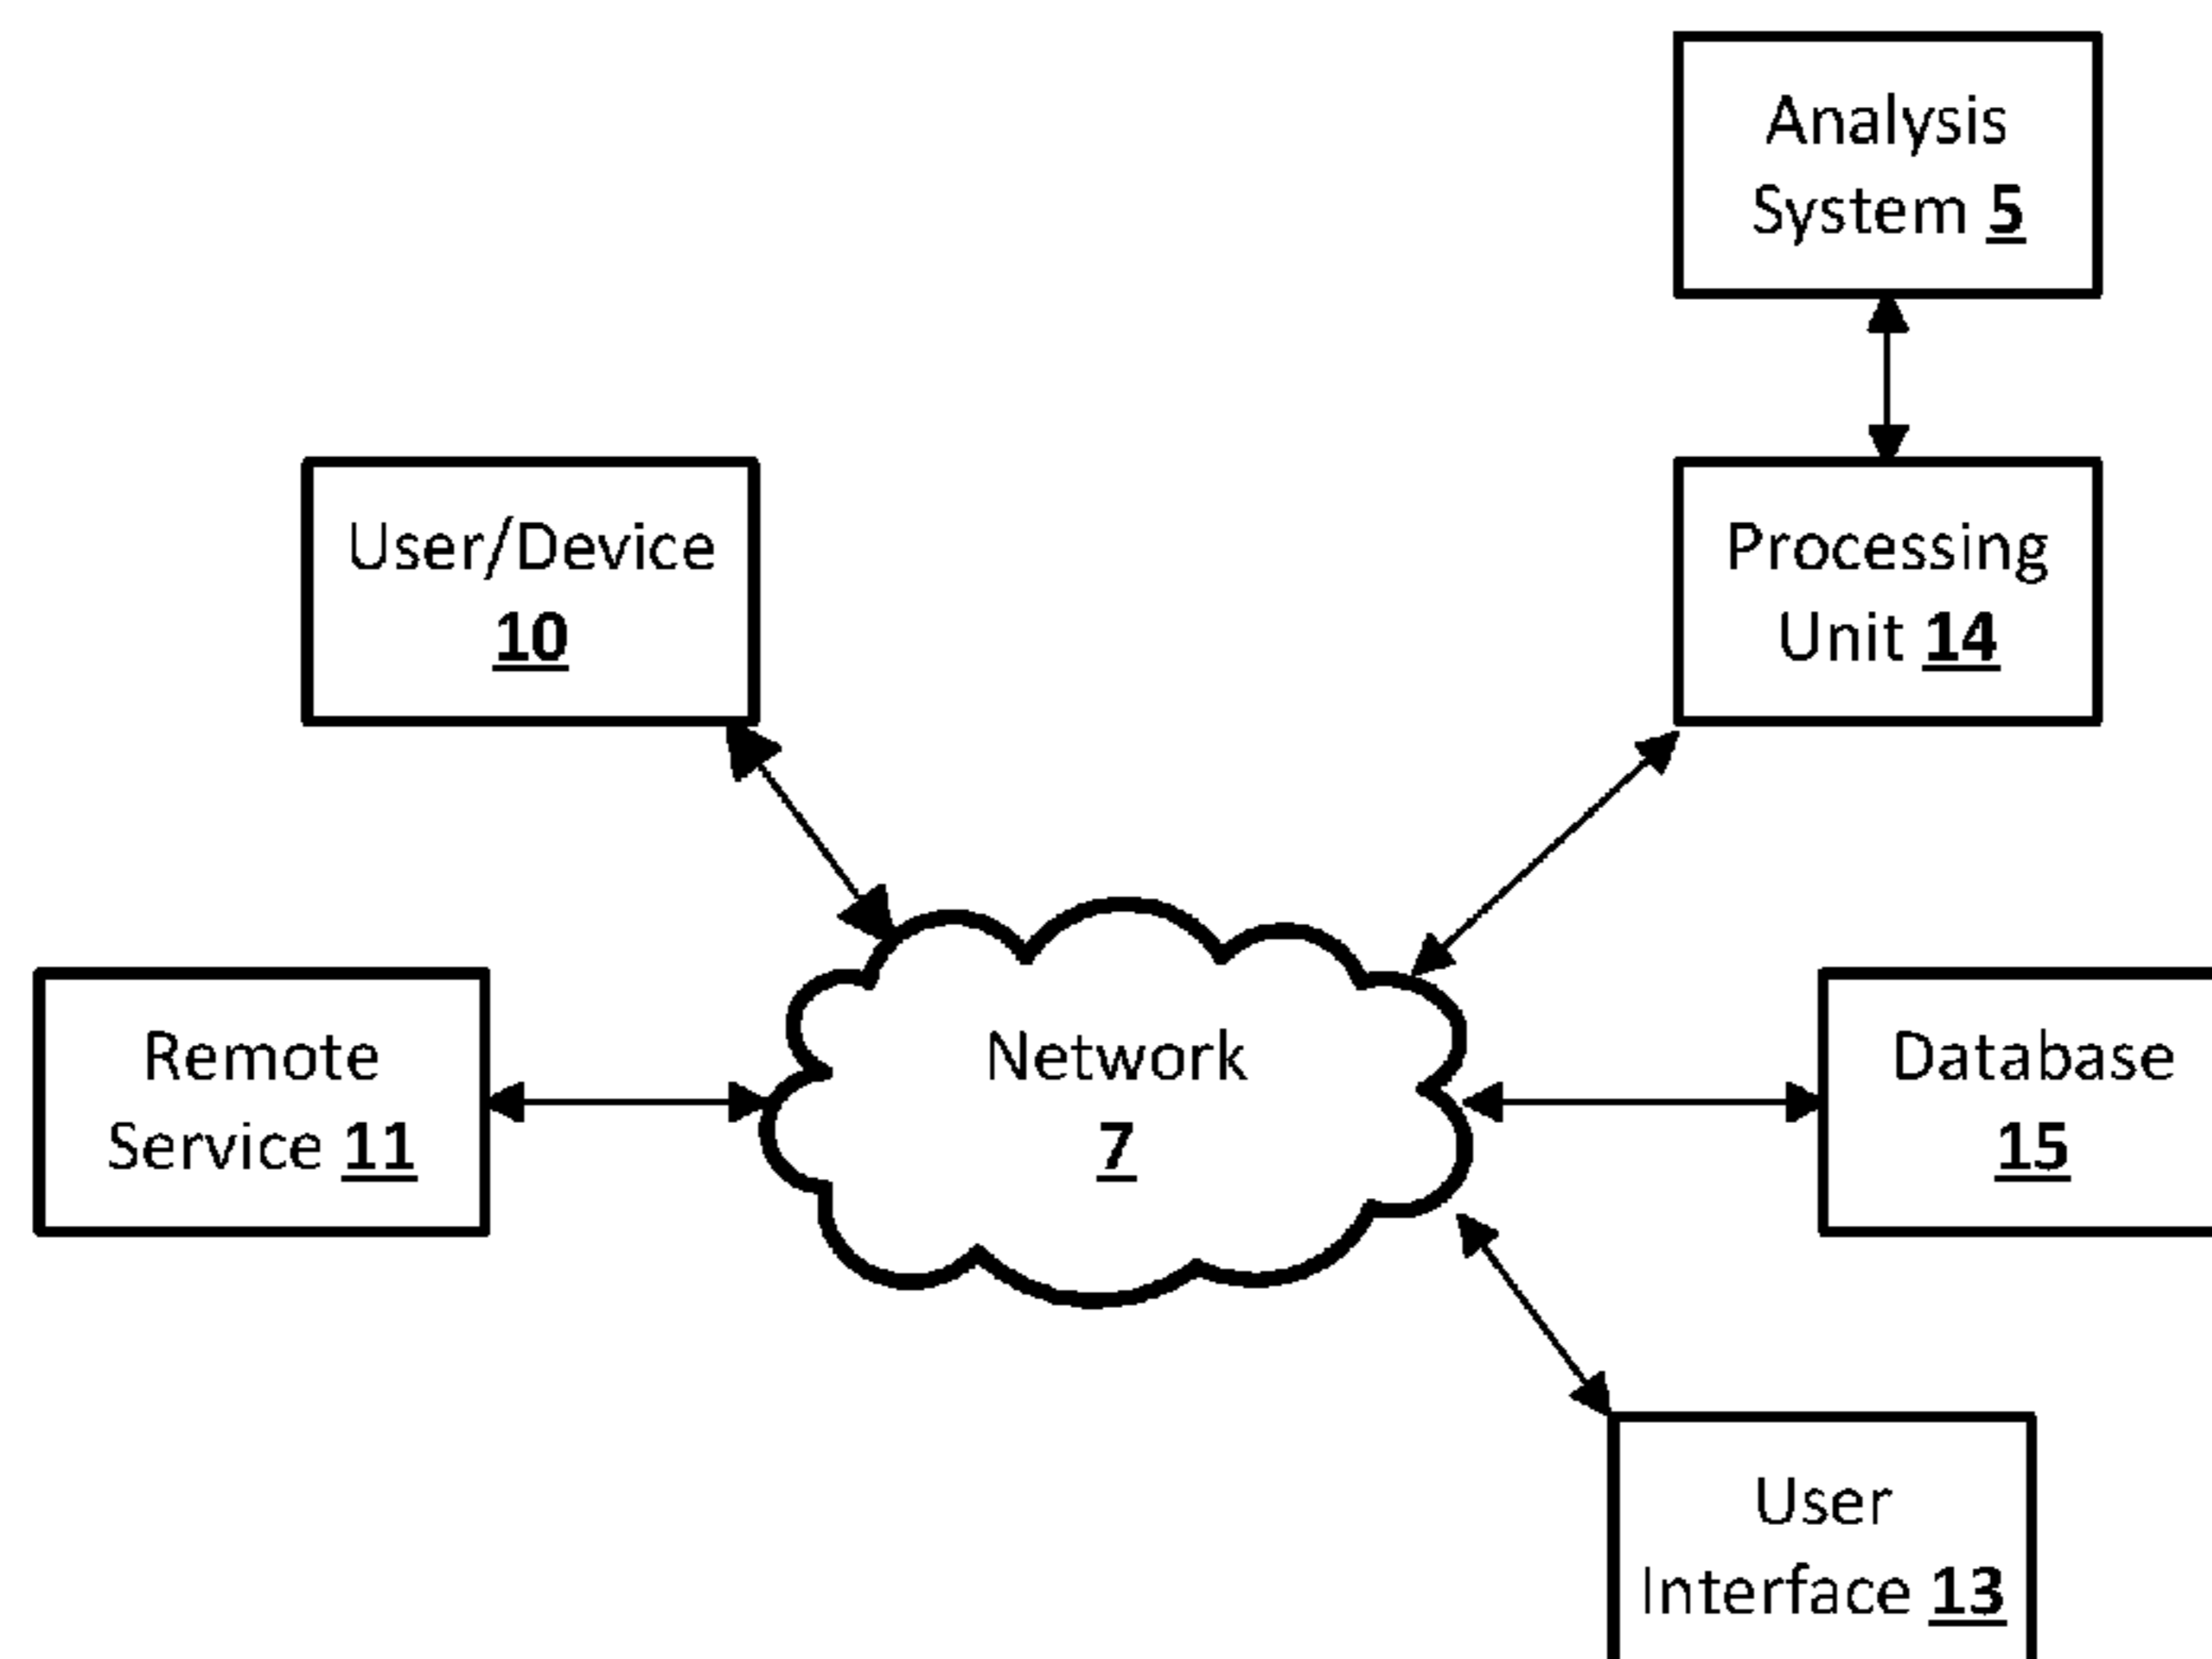 Analysis
System 5
User/Device
10
Processing
Unit 14
Remote
Service 11
Network
7
Database
15
User
Interface 13